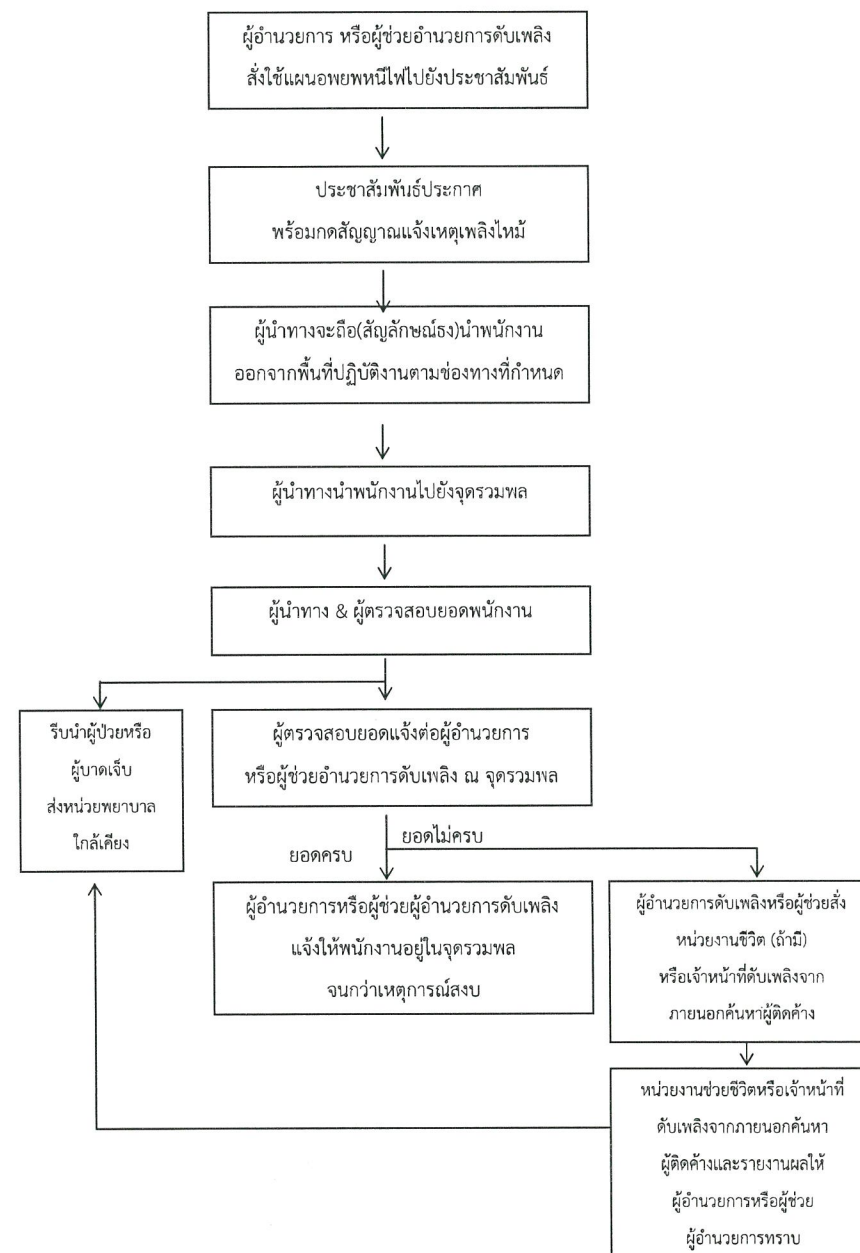 ผู้อำนวยการ หรือผู้ช่วยอำนวยการดับเพลิง
สั่งใช้แผนอพยพหนีไฟไปยังประชาสัมพันธ์
ประชาสัมพันธ์ประกาศ
พร้อมกดสัญญาณแจ้งเหตุเพลิงไหม้
ผู้นำทางจะถือ(สัญลักษณ์ธง)นำพนักงาน
ออกจากพื้นที่ปฏิบัติงานตามช่องทางที่กำหนด
ผู้นำทางนำพนักงานไปยังจุดรวมพล
ผู้นำทาง & ผู้ตรวจสอบยอดพนักงาน
รีบนำผู้ป่วยหรือ
ผู้บาดเจ็บ
ส่งหน่วยพยาบาล
ใกล้เคียง
ผู้ตรวจสอบยอดแจ้งต่อผู้อำนวยการ
หรือผู้ช่วยอำนวยการดับเพลิง ณ จุดรวมพล
ยอดครบ
ยอดไม่ครบ
ผู้อำนวยการหรือผู้ช่วยผู้อำนวยการดับเพลิง
แจ้งให้พนักงานอยู่ในจุดรวมพล
จนกว่าเหตุการณ์สงบ
ผู้อำนวยการดับเพลิงหรือผู้ช่วยสั่ง
หน่วยงานชีวิต (ถ้ามี)
หรือเจ้าหน้าที่ดับเพลิงจาก
ภายนอกค้นหาผู้ติดค้าง
หน่วยงานช่วยชีวิตหรือเจ้าหน้าที่
ดับเพลิงจากภายนอกค้นหา
ผู้ติดค้างและรายงานผลให้
ผู้อำนวยการหรือผู้ช่วย
ผู้อำนวยการทราบ